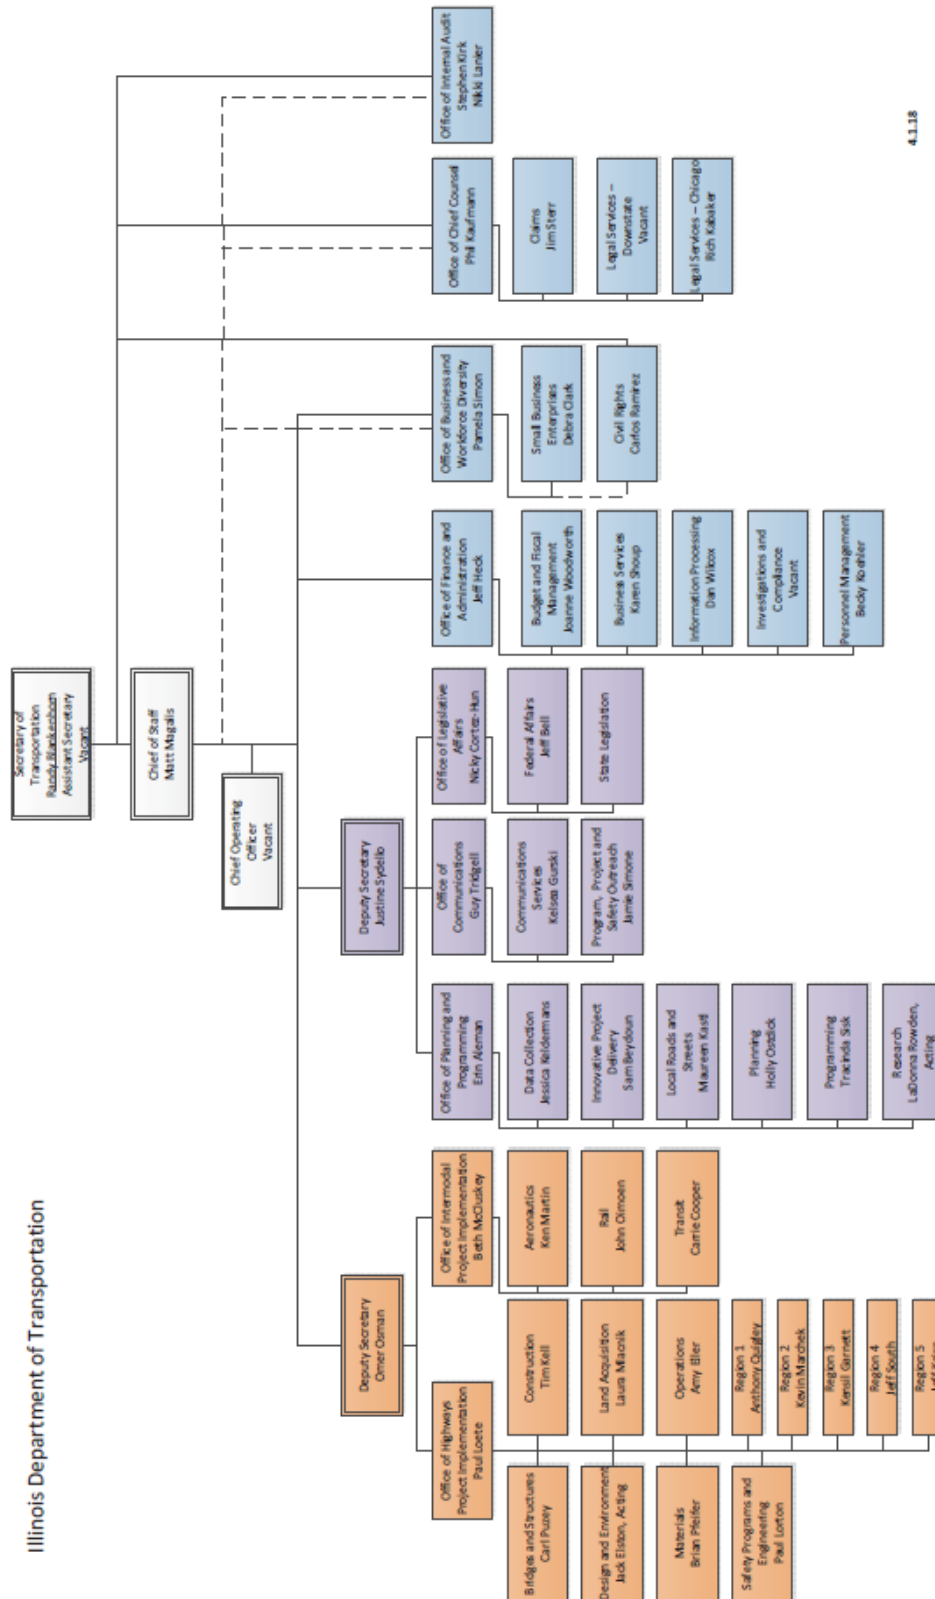 Illinois Department of Transportation
Secretary of
Transportation
Randy Blankenhorn
Assistant Secretary
Vacant
Chief of Staff
Matt Magalis
Chief Operating
Officer
Vacant
Deputy Secretary
Omer Osman
Deputy Secretary
Justine Sydello
Office of Highways
Project Implementation
Paul Loete
Bridges and Structures
Carl Puzey
Design and Environment
Jack Elston, Acting
Materials
Brian Pfeifer
Safety Programs and
Engineering
Paul Lorton
Construction
Tim Kell
Land Acquisition
Laura Mlacnik
Operations
Amy Eller
Region 1
Anthony Quigley
Region 2
Kevin Marchek
Region 3
Kensil Garnett
Region 4
Jeff South
Region 5
Office of Intermodal
Project Implementation
Beth McCluskey
Aeronautics
Ken Martin
Rail
John Oimoen
Transit
Carrie Cooper
Office of Planning and
Programming
Erin Aleman
Data Collection
Jessica Keldermans
Innovative Project
Delivery
Sam Beydoun
Local Roads and
Streets
Maureen Kastl
Planning
Holly Ostdick
Programming
Tracinda Sisk
Research
LaDonna Rowden,
Acting
Office of
Communications
Guy Tridgell
Communications
Services
Kelsea Gurski
Program, Project and
Safety Outreach
Jamie Simone
Office of Legislative
Affairs
Nicky Cortez-Hun
Federal Affairs
Jeff Bell
State Legislation
Office of Finance and
Administration
Jeff Heck
Budget and Fiscal
Management
Joanne Woodworth
Business Services
Karen Shoup
Information Processing
Dan Wilcox
Investigations and
Compliance
Vacant
Personnel Management
Becky Koehler
Office of Business and
Workforce Diversity
Pamela Simon
Small Business
Enterprises
Debra Clark
Civil Rights
Carlos Ramirez
Office of Chief Counsel
Phil Kaufmann
Claims
Jim Sterr
Legal Services –
Downstate
Vacant
Legal Services – Chicago
Rich Kabaker
Office of Internal Audit
Stephen Kirk
Nikki Lanier
4.1.18